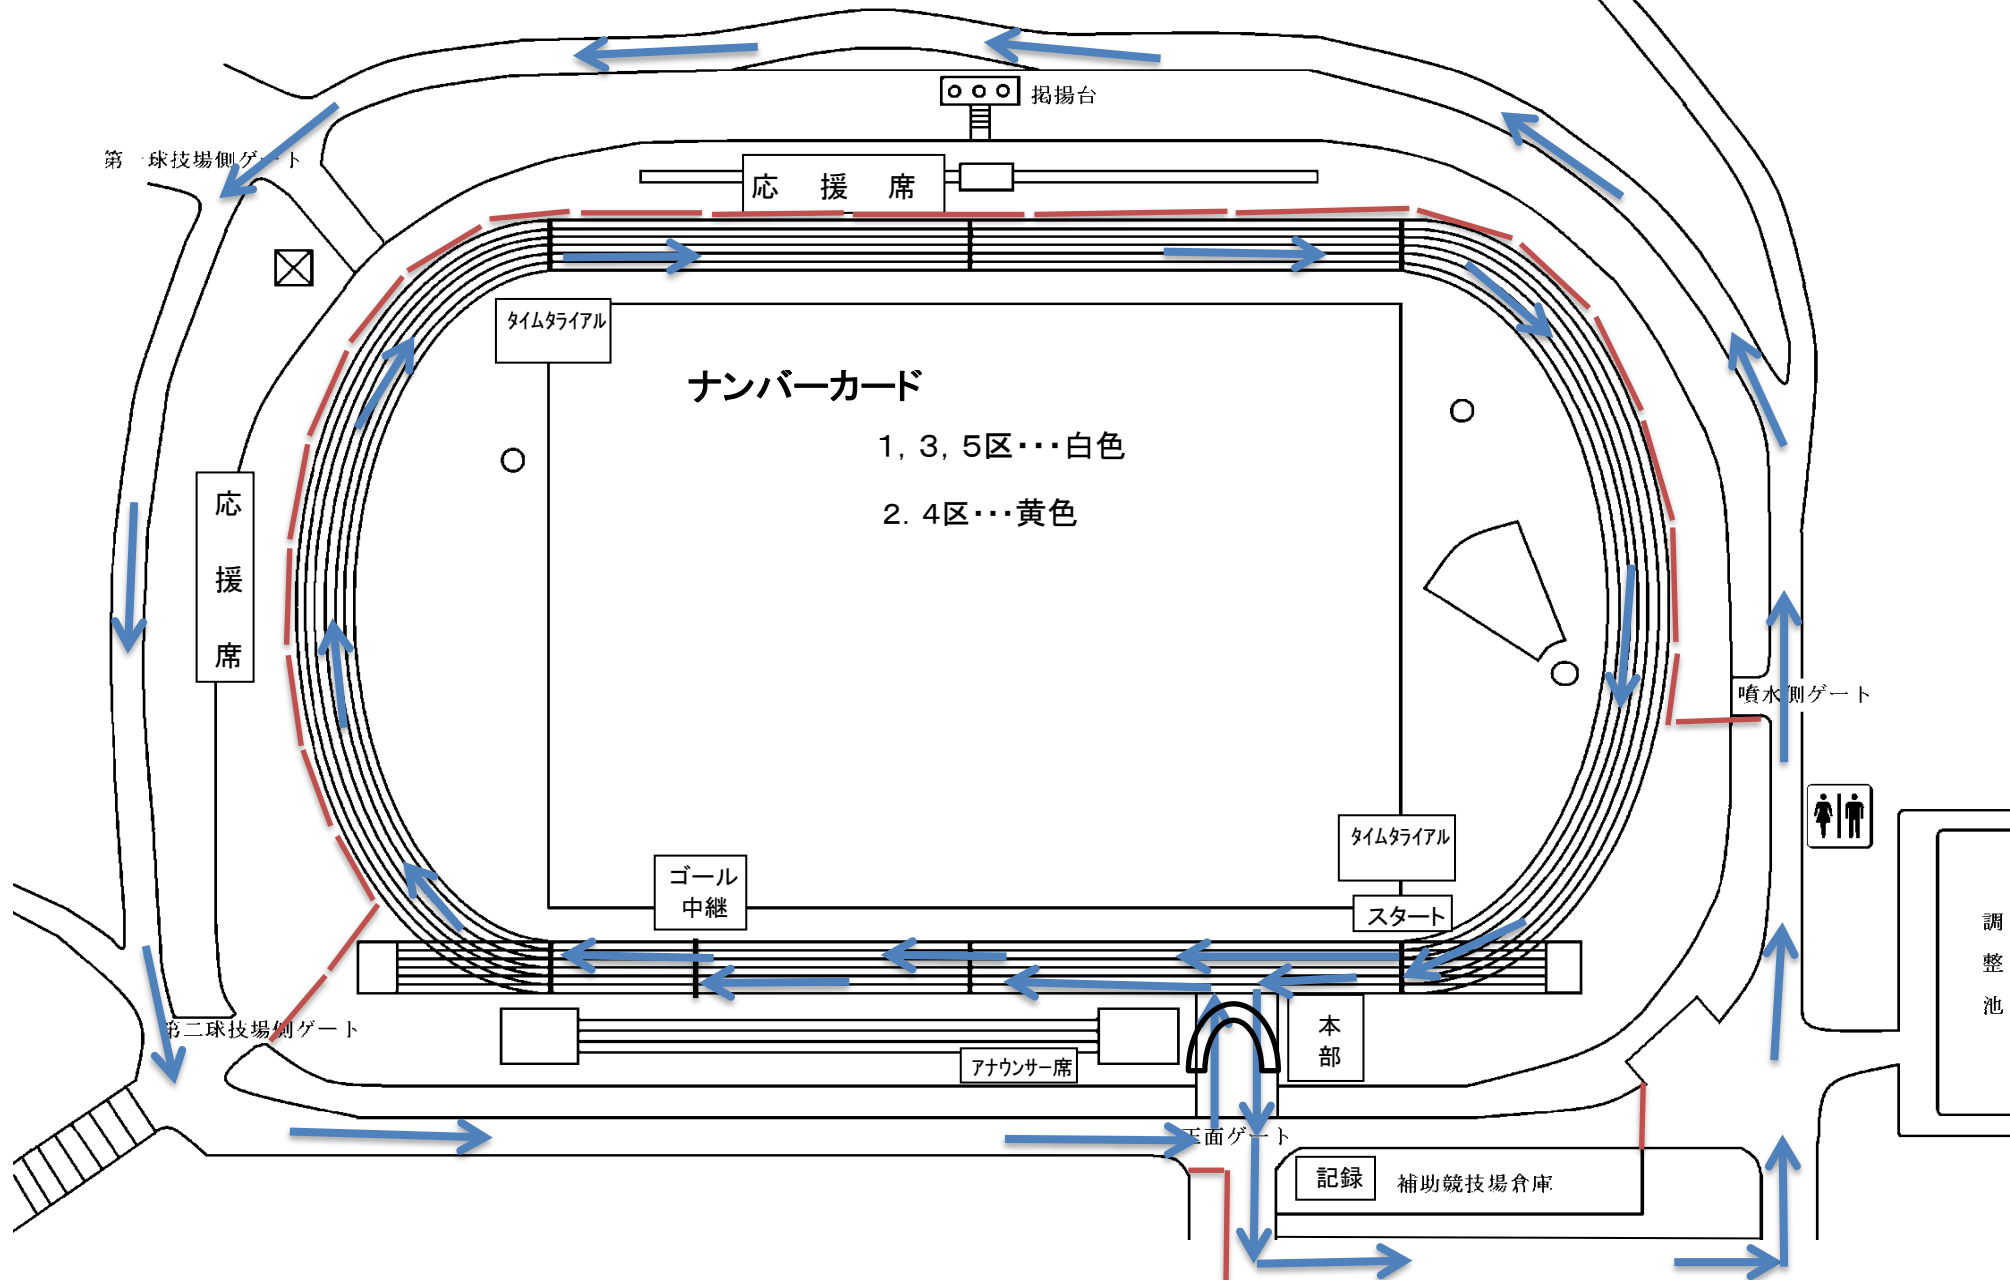 掲揚台
第一球技場側ゲート
応 援 席
タイムタライアル
ナンバーカード
1, 3, 5区・・・白色
2. 4区・・・黄色
応
援
席
噴水側ゲート
タイムタライアル
ゴール
中継
スタート
調
整
池
第二球技場側ゲート
本
部
アナウンサー席
正面ゲート
記録
補助競技場倉庫